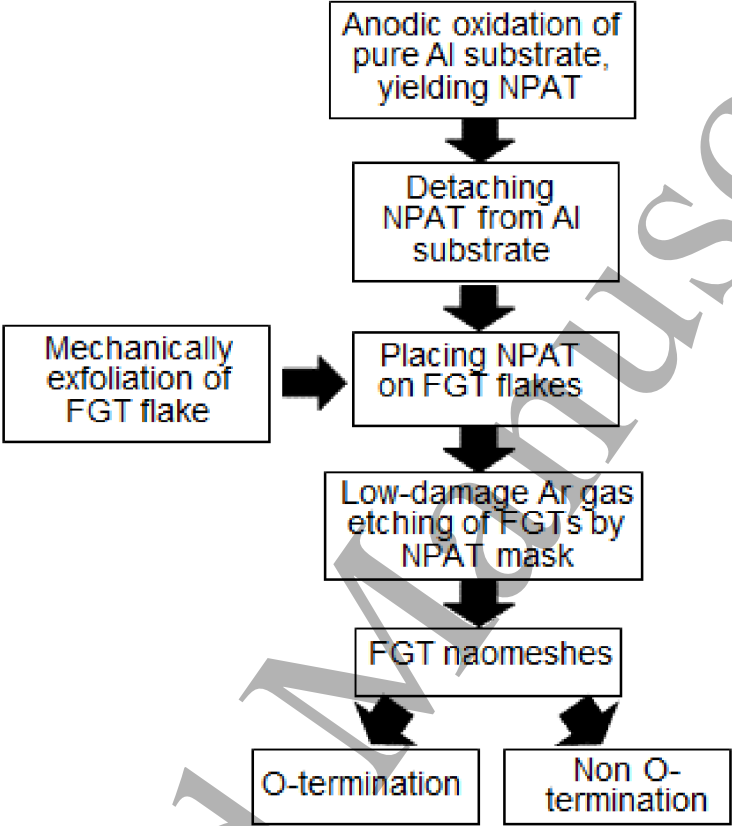 Anodic oxidation of
pure Al substrate,
yielding NPAT
Detaching
NPAT from Al
substrate
Mechanically
exfoliation of
FGT flake
Placing NPAT
on FGT flakes
Low-damage Ar gas
etching of FGTs by
NPAT mask
FGT naomeshes
O-termination
Non O-
termination
d Manusc